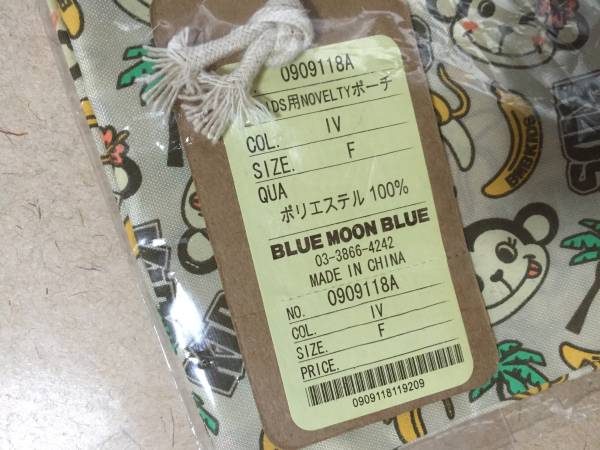 0909118A
IDS用NOVELTYポーチ
COL. IV
SIZE. F
QUA
ポリエステル 100%
BLUE MOON BLUE
03-3866-4242
MADE IN CHINA
NO. 0909118A
COL. IV
SIZE. F
PRICE.
0909118119209
BMBKIDS